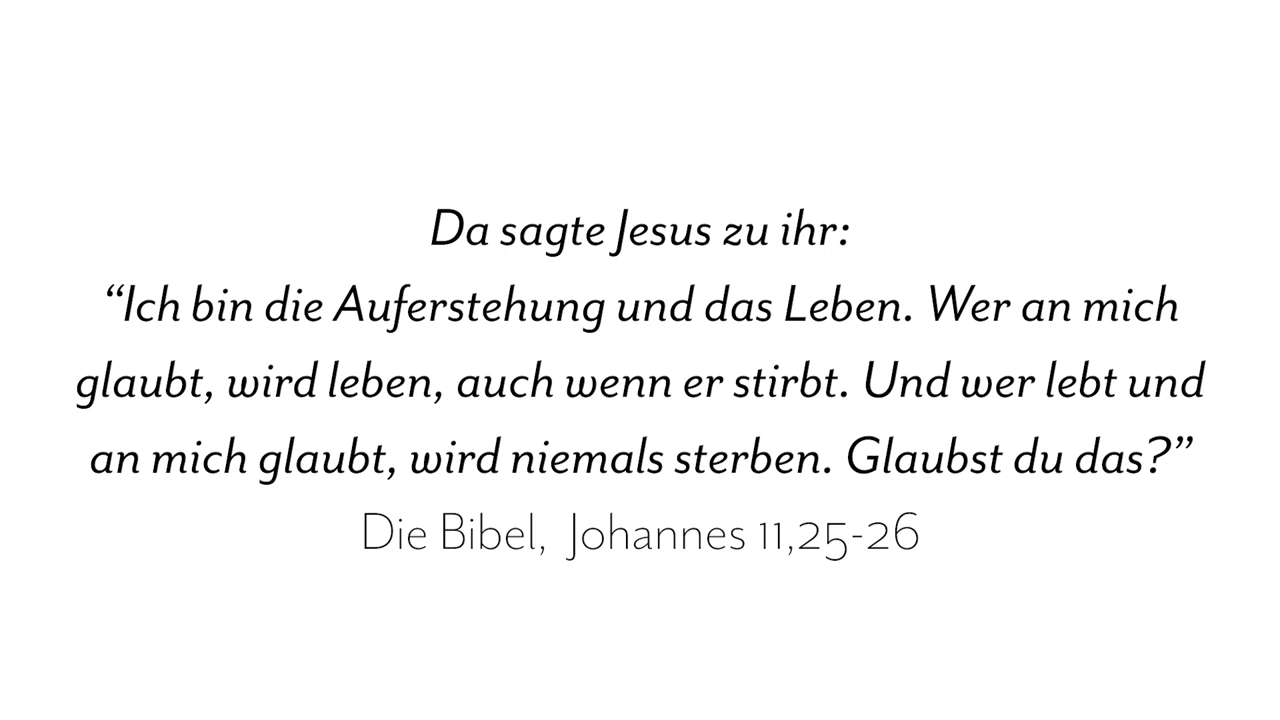 Da sagte Jesus zu ihr:
“Ich bin die Auferstehung und das Leben. Wer an mich
glaubt, wird leben, auch wenn er stirbt. Und wer lebt und
an mich glaubt, wird niemals sterben. Glaubst du das?”
Die Bibel, Johannes 11,25-26